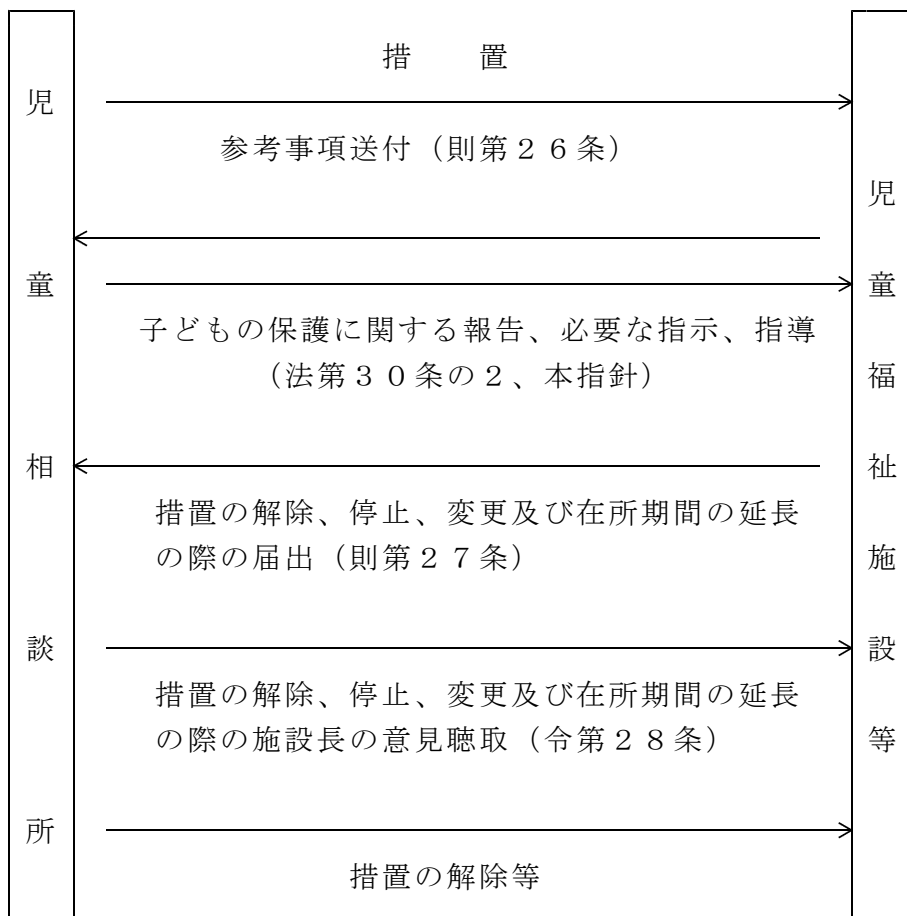 児童相談所
措　　置
参考事項送付（則第２６条）
子どもの保護に関する報告、必要な指示、指導
（法第３０条の２、本指針）
措置の解除、停止、変更及び在所期間の延長
の際の届出（則第２７条）
措置の解除、停止、変更及び在所期間の延長
の際の施設長の意見聴取（令第２８条）
措置の解除等
児童福祉施設等